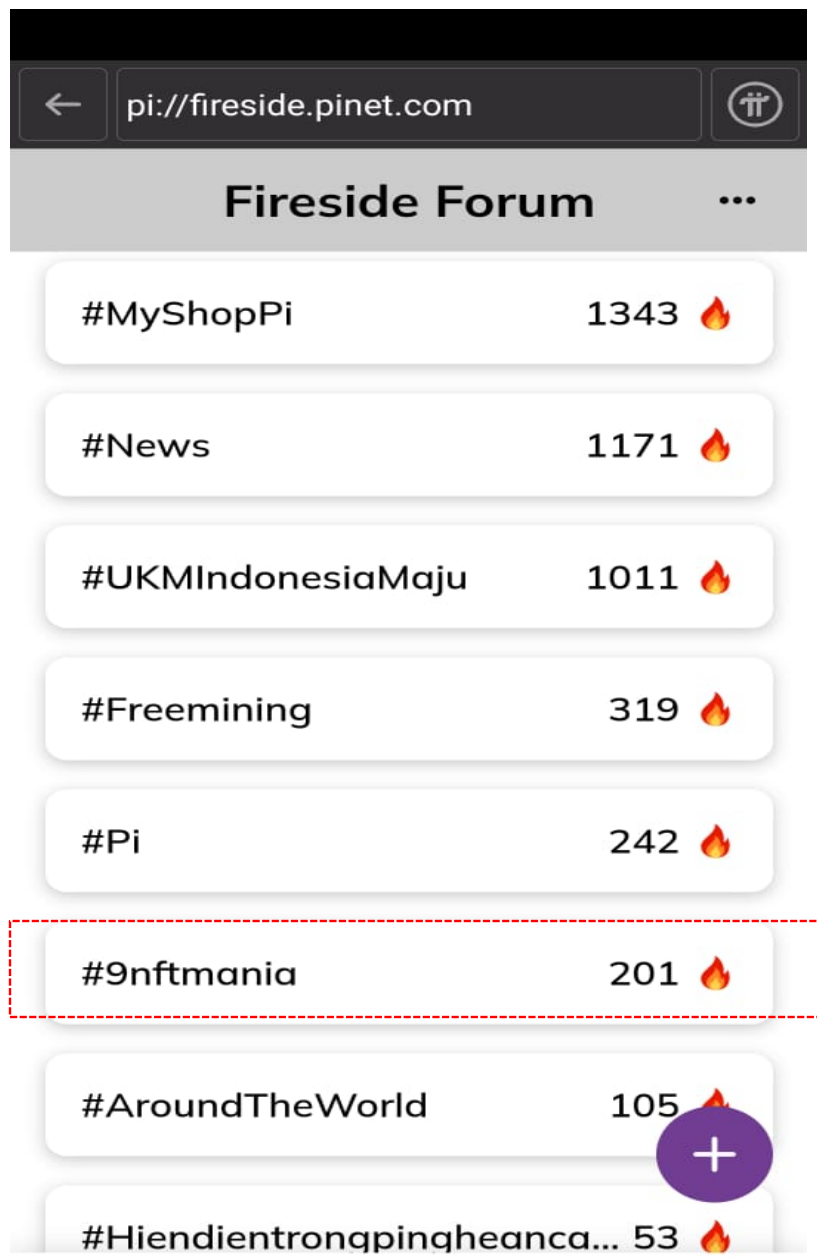 pi://fireside.pinet.com
Fireside Forum
#MyShopPi 1343
#News 1171
#UKMIndonesiaMaju 1011
#Freemining 319
#Pi 242
#9nftmania 201
#AroundTheWorld 105
#Hiendientrongpingheanca... 53